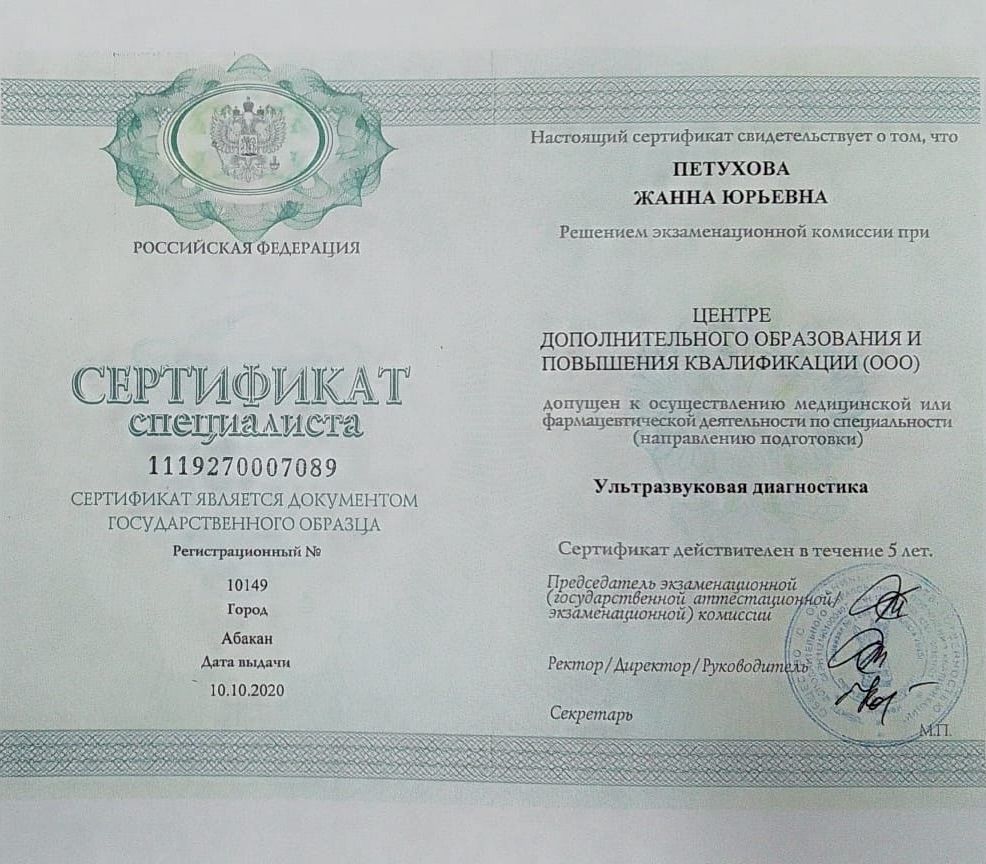 РОССИЙСКАЯ ФЕДЕРАЦИЯ
СЕРТИФИКАТ
специалиста
1119270007089
СЕРТИФИКАТ ЯВЛЯЕТСЯ ДОКУМЕНТОМ
ГОСУДАРСТВЕННОГО ОБРАЗЦА
Регистрационный №
10149
Город
Абакан
Дата выдачи
10.10.2020
Настоящий сертификат свидетельствует о том, что
ПЕТУХОВА
ЖАННА ЮРЬЕВНА
Решением экзаменационной комиссии при
ЦЕНТРЕ
ДОПОЛНИТЕЛЬНОГО ОБРАЗОВАНИЯ И
ПОВЫШЕНИЯ КВАЛИФИКАЦИИ (ООО)
допущен к осуществлению медицинской или
фармацевтической деятельности по специальности
(направлению подготовки)
Ультразвуковая диагностика
Сертификат действителен в течение 5 лет.
Председатель экзаменационной
(государственной аттестационной/
экзаменационной) комиссии
Ректор/Директор/Руководитель
Секретарь
М.П.